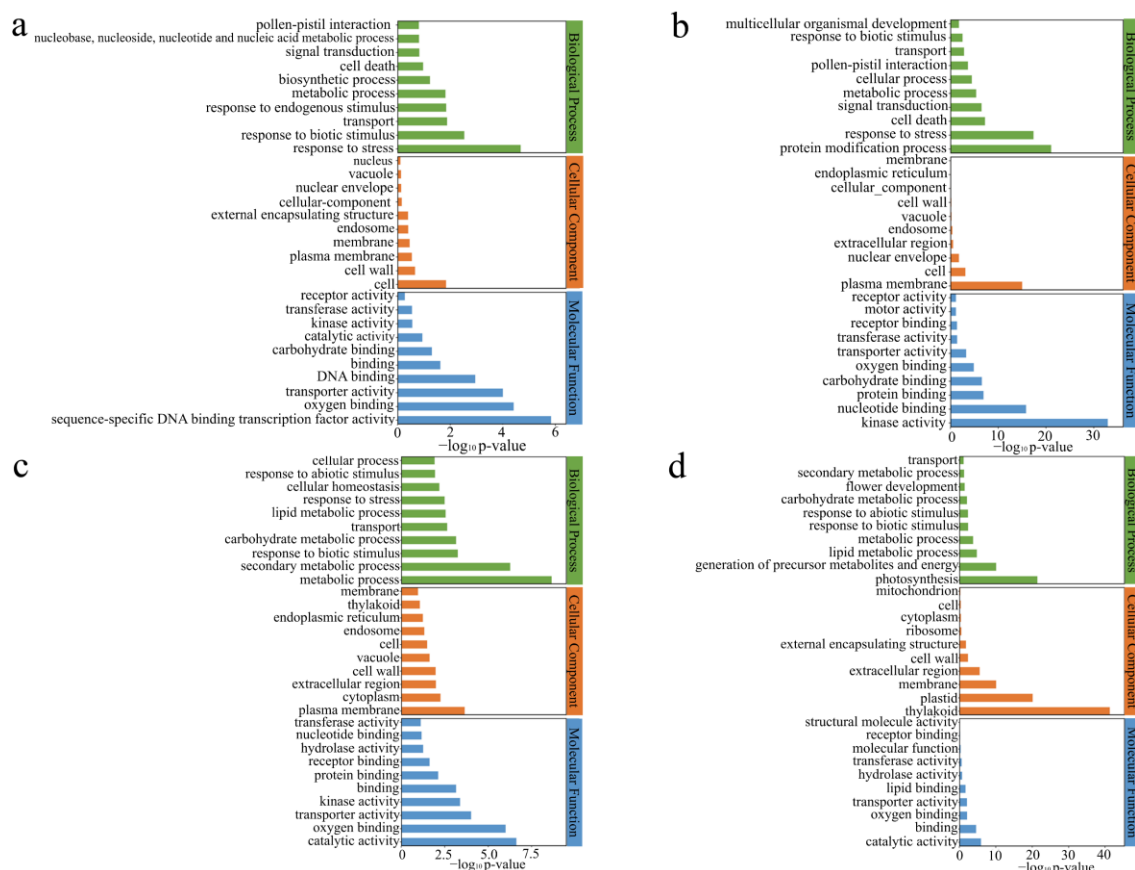 a
pollen-pistil interaction
nucleobase, nucleoside, nucleotide and nucleic acid metabolic process
signal transduction
cell death
biosynthetic process
metabolic process
response to endogenous stimulus
transport
response to biotic stimulus
response to stress
Biological Process
nucleus
vacuole
nuclear envelope
cellular-component
external encapsulating structure
endosome
membrane
plasma membrane
cell wall
cell
Cellular Component
receptor activity
transferase activity
kinase activity
catalytic activity
carbohydrate binding
binding
DNA binding
transporter activity
oxygen binding
sequence-specific DNA binding transcription factor activity
Molecular Function
0 2 4 6
−log₁₀ p-value
b
multicellular organismal development
response to biotic stimulus
transport
pollen-pistil interaction
cellular process
metabolic process
signal transduction
cell death
response to stress
protein modification process
Biological Process
membrane
endoplasmic reticulum
cellular_component
cell wall
vacuole
endosome
extracellular region
nuclear envelope
cell
plasma membrane
Cellular Component
receptor activity
motor activity
receptor binding
transferase activity
transporter activity
oxygen binding
carbohydrate binding
protein binding
nucleotide binding
kinase activity
Molecular Function
0 10 20 30
−log₁₀ p-value
c
cellular process
response to abiotic stimulus
cellular homeostasis
response to stress
lipid metabolic process
transport
carbohydrate metabolic process
response to biotic stimulus
secondary metabolic process
metabolic process
Biological Process
membrane
thylakoid
endoplasmic reticulum
endosome
cell
vacuole
cell wall
extracellular region
cytoplasm
plasma membrane
Cellular Component
transferase activity
nucleotide binding
hydrolase activity
receptor binding
protein binding
binding
kinase activity
transporter activity
oxygen binding
catalytic activity
Molecular Function
0 2.5 5.0 7.5
−log₁₀ p-value
d
transport
secondary metabolic process
flower development
carbohydrate metabolic process
response to abiotic stimulus
response to biotic stimulus
metabolic process
lipid metabolic process
generation of precursor metabolites and energy
photosynthesis
Biological Process
mitochondrion
cell
cytoplasm
ribosome
external encapsulating structure
cell wall
extracellular region
membrane
plastid
thylakoid
Cellular Component
structural molecule activity
receptor binding
molecular function
transferase activity
hydrolase activity
lipid binding
transporter activity
oxygen binding
binding
catalytic activity
Molecular Function
0 10 20 30 40
−log₁₀ p-value